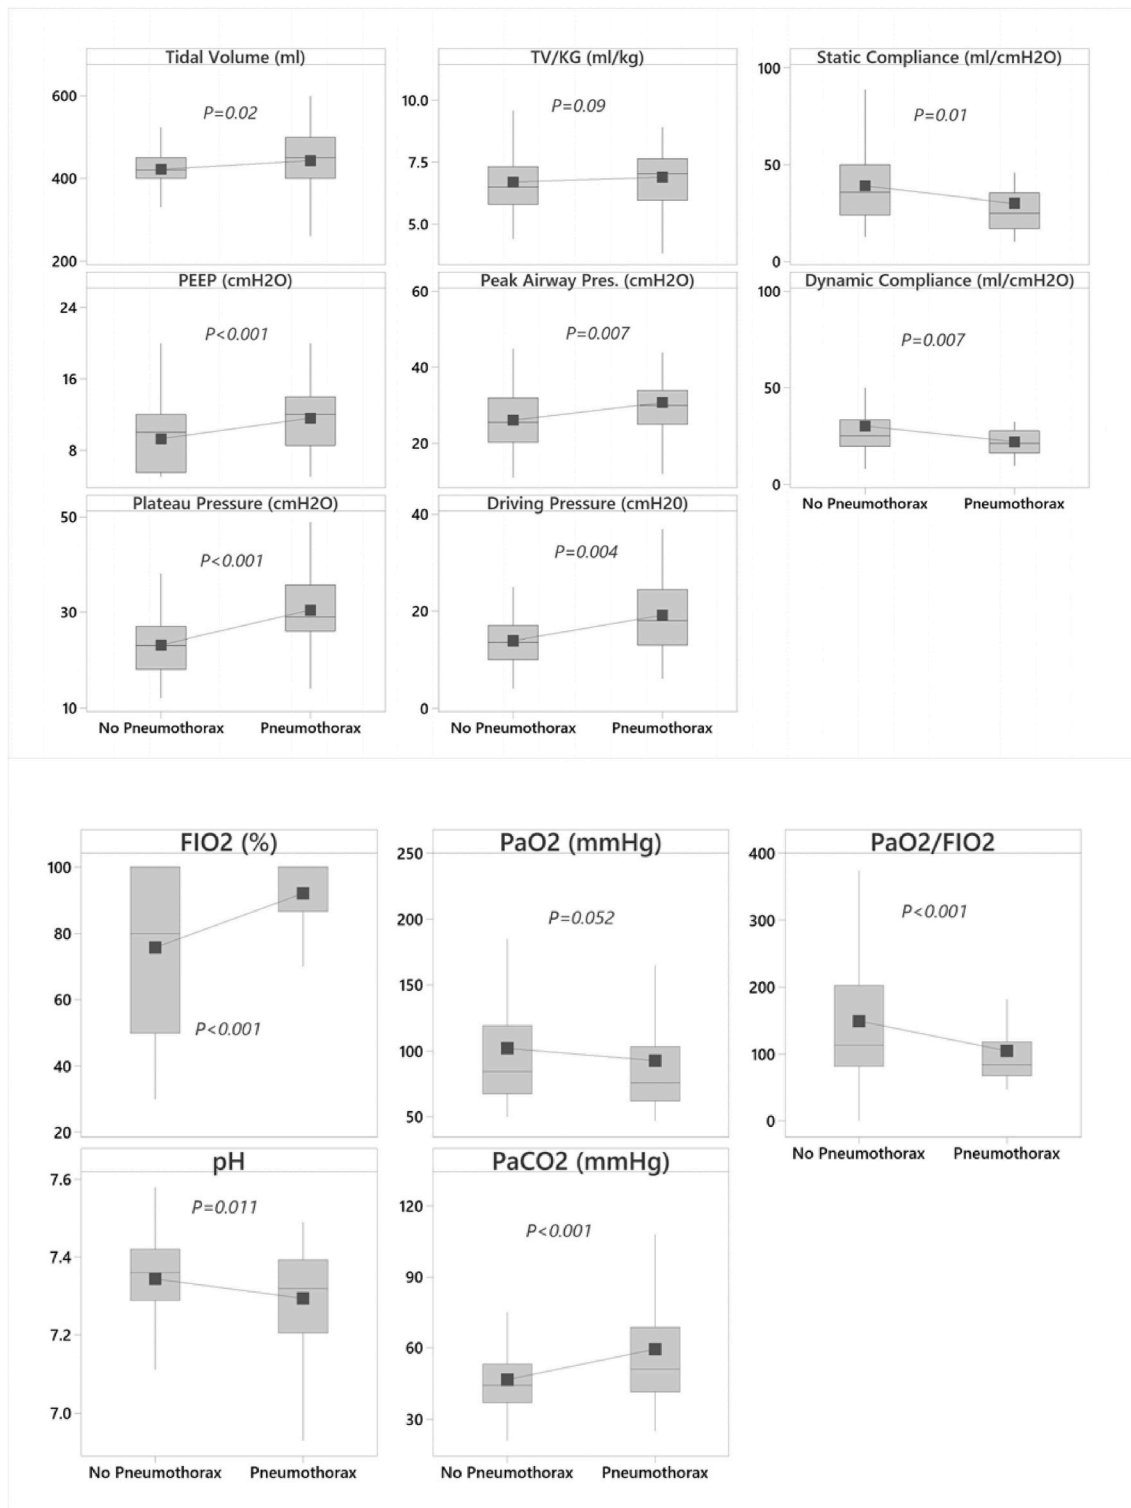 Tidal Volume (ml)
600
400
200
P=0.02
TV/KG (ml/kg)
10.0
7.5
5.0
P=0.09
Static Compliance (ml/cmH2O)
100
50
0
P=0.01
PEEP (cmH2O)
24
16
8
P<0.001
Peak Airway Pres. (cmH2O)
60
40
20
P=0.007
Dynamic Compliance (ml/cmH2O)
100
50
0
P=0.007
No Pneumothorax
Pneumothorax
Plateau Pressure (cmH2O)
50
30
10
P<0.001
No Pneumothorax
Pneumothorax
Driving Pressure (cmH20)
40
20
0
P=0.004
No Pneumothorax
Pneumothorax
FIO2 (%)
100
80
60
40
20
P<0.001
PaO2 (mmHg)
250
200
150
100
50
P=0.052
PaO2/FIO2
400
300
200
100
0
P<0.001
No Pneumothorax
Pneumothorax
pH
7.6
7.4
7.2
7.0
P=0.011
No Pneumothorax
Pneumothorax
PaCO2 (mmHg)
120
90
60
30
P<0.001
No Pneumothorax
Pneumothorax